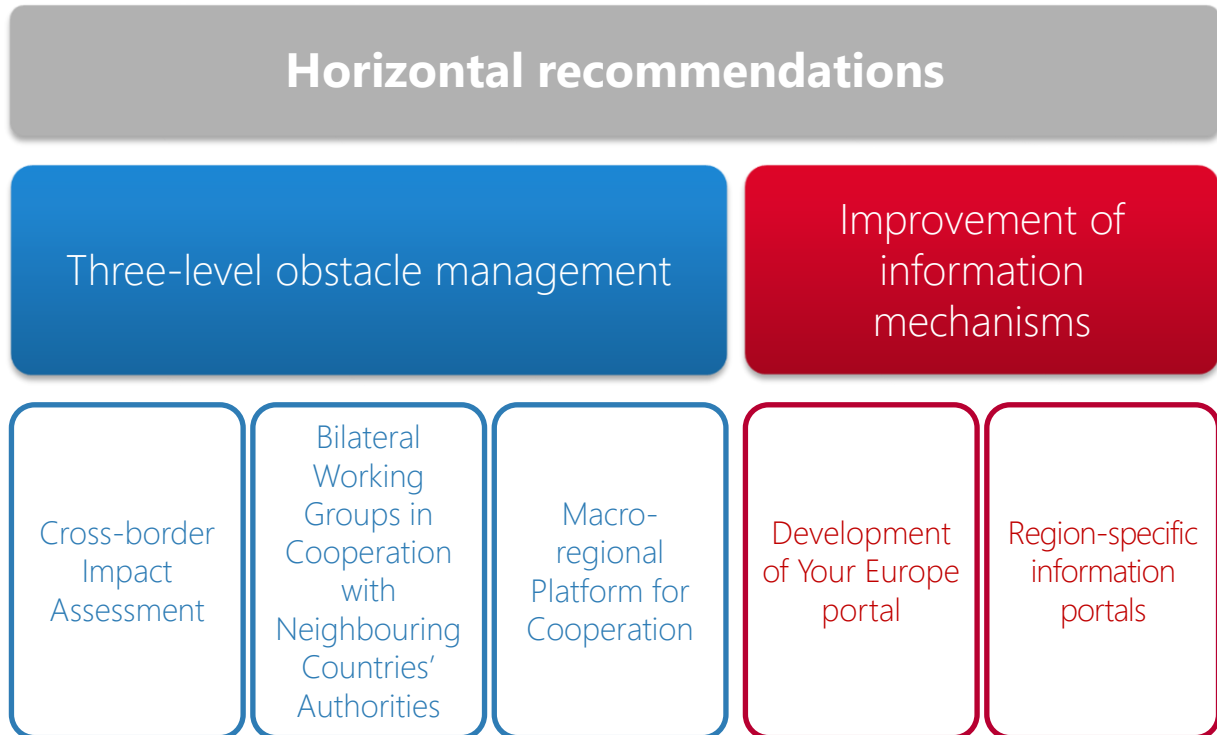 Horizontal recommendations
Three-level obstacle management
Improvement of
information
mechanisms
Cross-border
Impact
Assessment
Bilateral
Working
Groups in
Cooperation
with
Neighbouring
Countries’
Authorities
Macro-
regional
Platform for
Cooperation
Development
of Your Europe
portal
Region-specific
information
portals